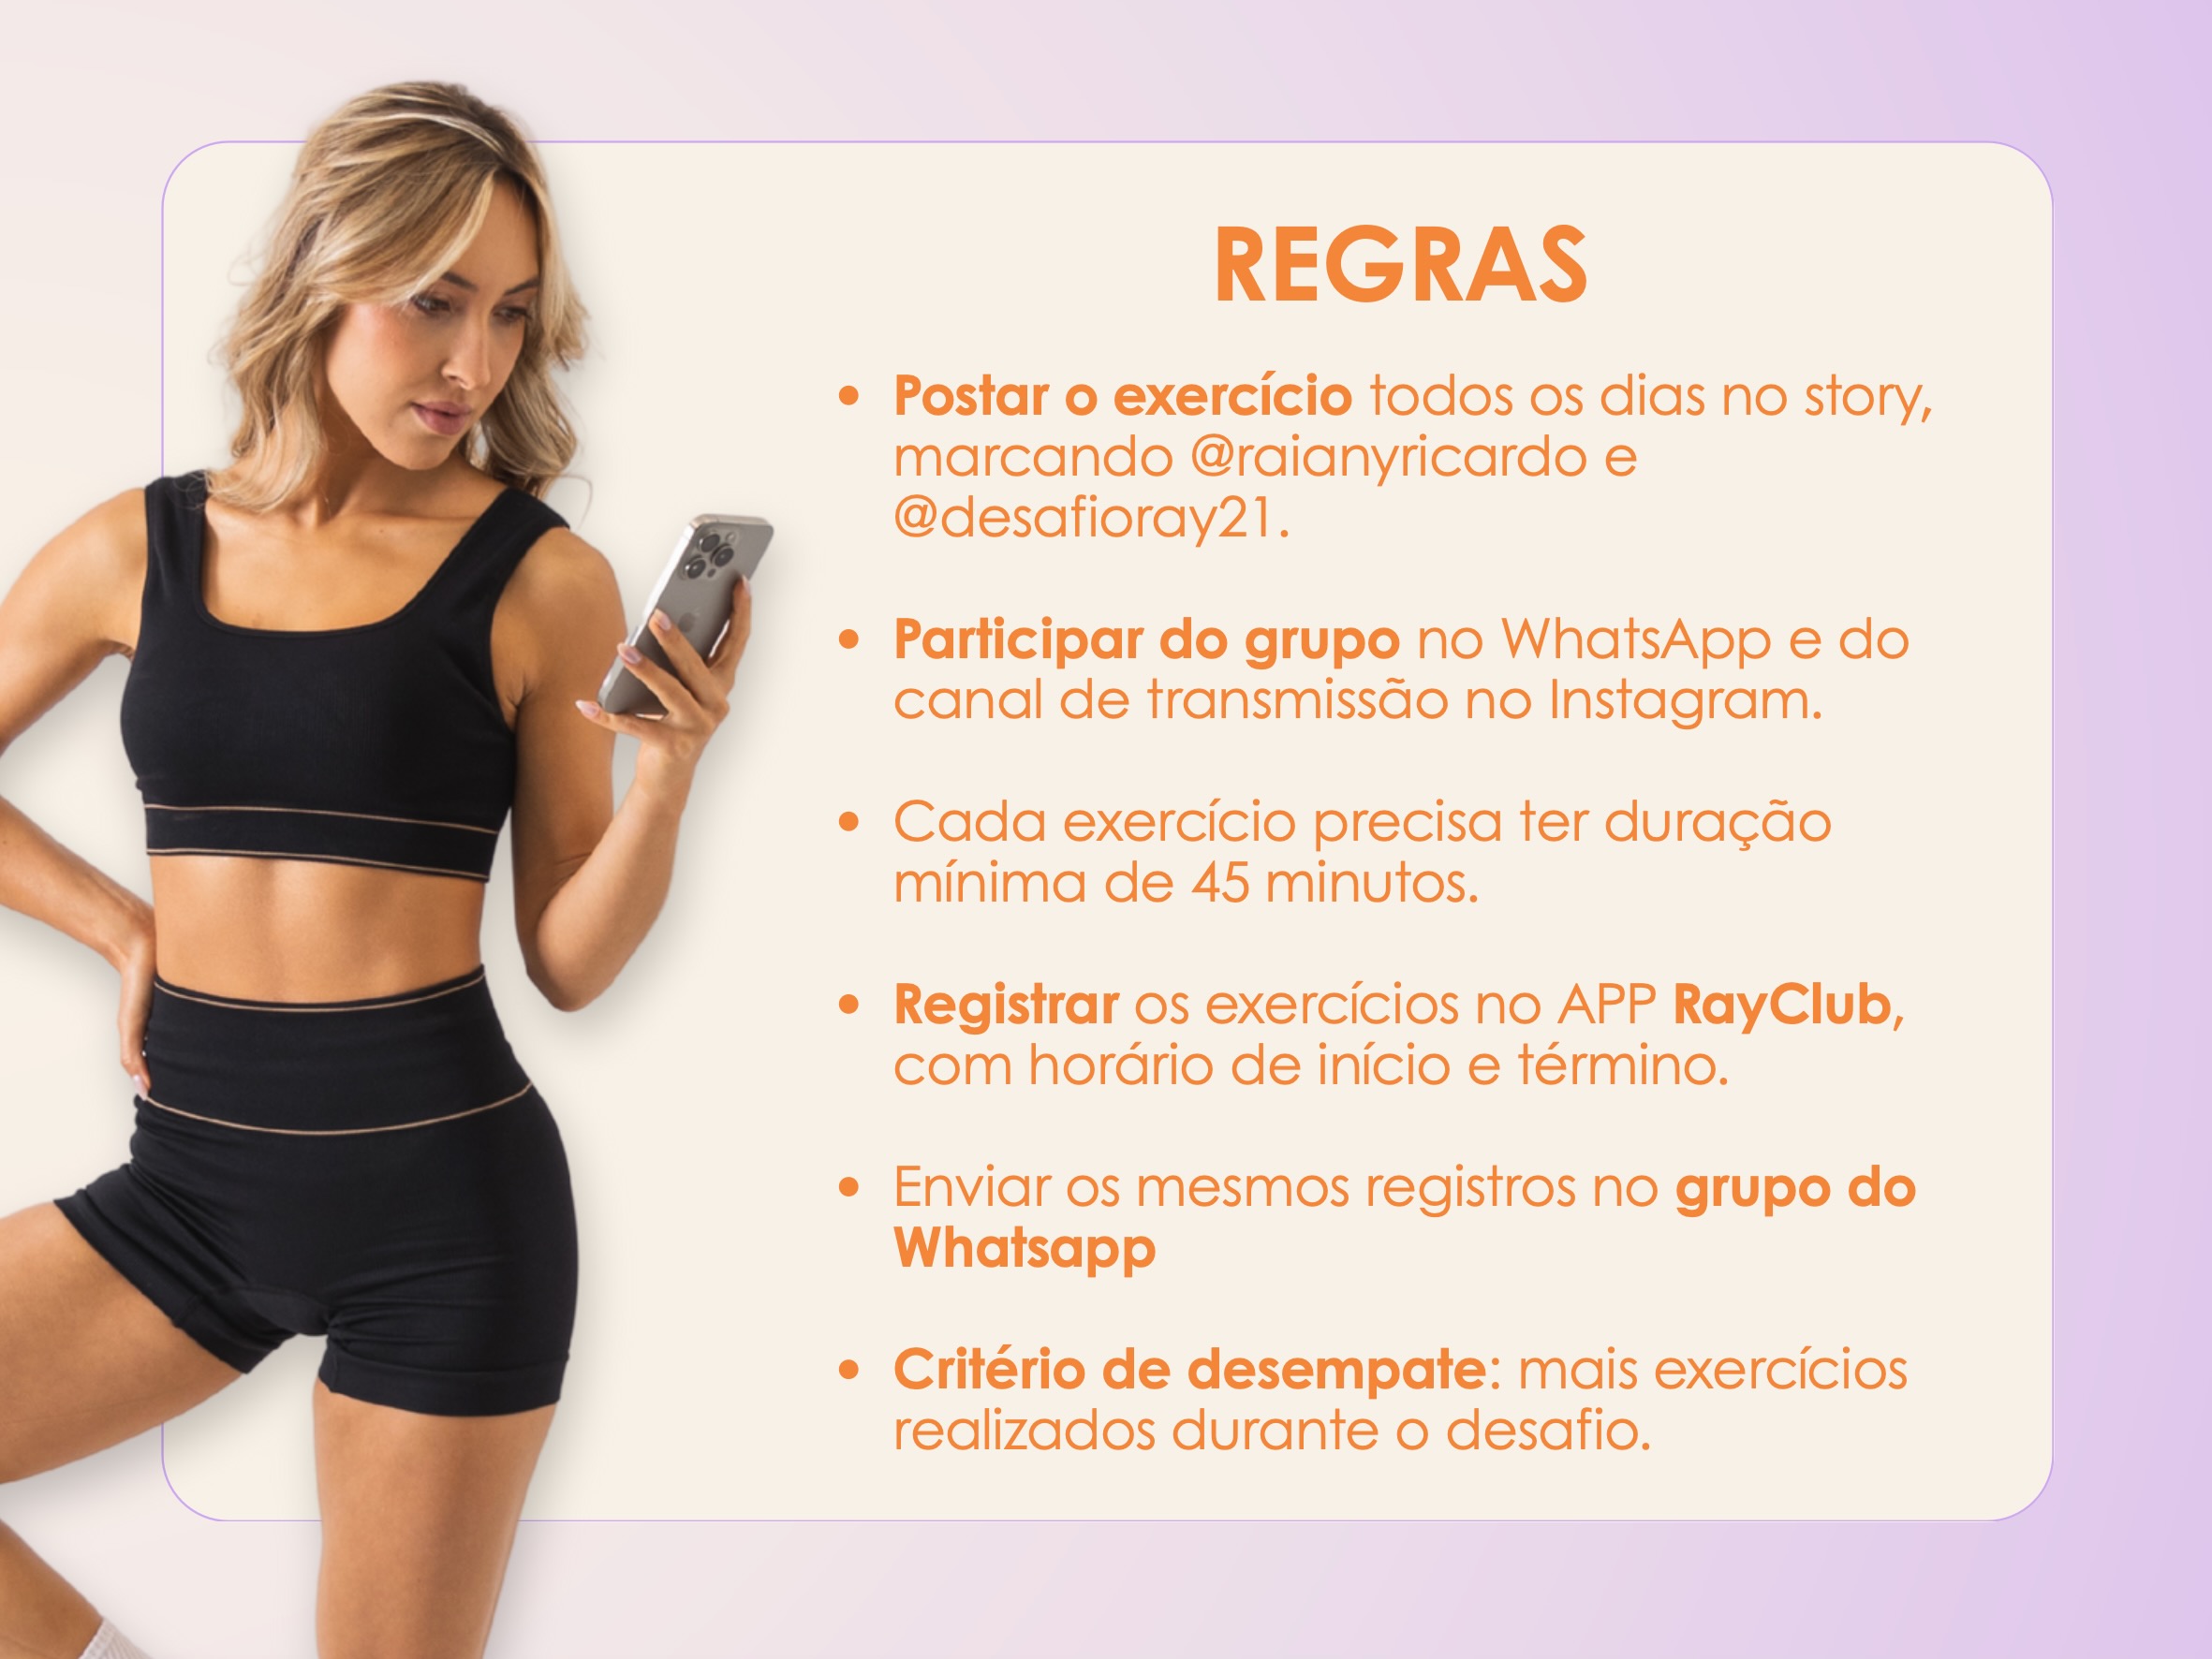 REGRAS
• Postar o exercício todos os dias no story,
marcando @raianyricardo e
@desafioray21.
• Participar do grupo no WhatsApp e do
canal de transmissão no Instagram.
• Cada exercício precisa ter duração
mínima de 45 minutos.
• Registrar os exercícios no APP RayClub,
com horário de início e término.
• Enviar os mesmos registros no grupo do
Whatsapp
• Critério de desempate: mais exercícios
realizados durante o desafio.